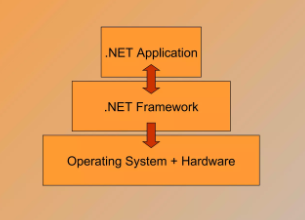 .NET Application
.NET Framework
Operating System + Hardware